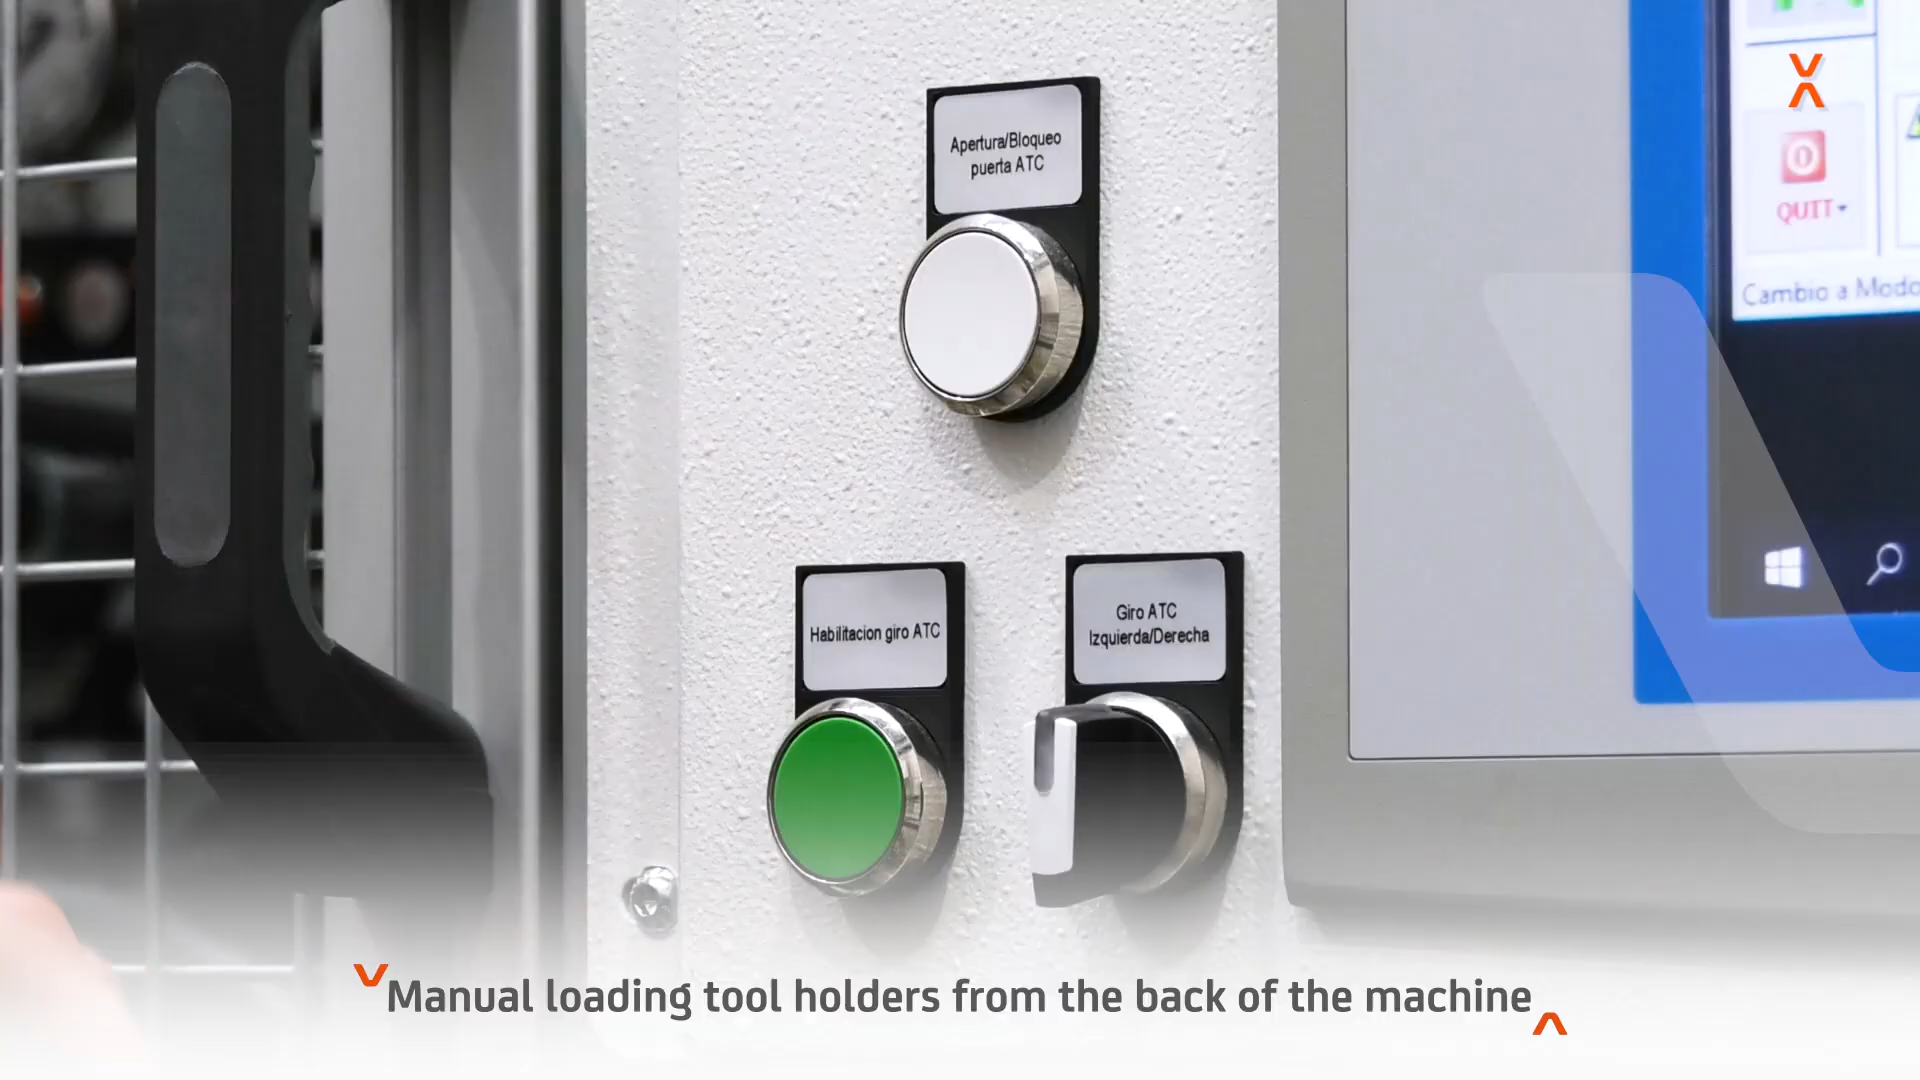 Apertura/Bloqueo
puerta ATC
QUIT
Cambio a Modo
Habilitacion giro ATC
Giro ATC
Izquierda/Derecha
Manual loading tool holders from the back of the machine